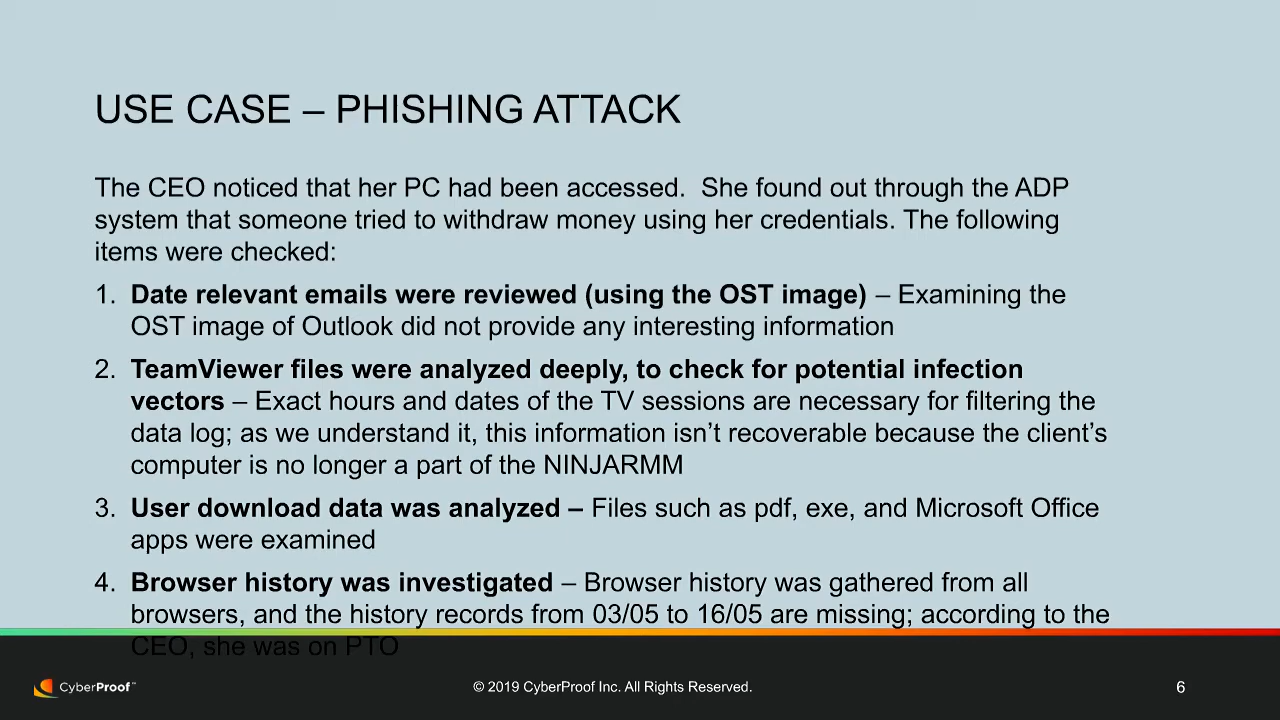 USE CASE – PHISHING ATTACK
The CEO noticed that her PC had been accessed.  She found out through the ADP
system that someone tried to withdraw money using her credentials. The following
items were checked:
1. Date relevant emails were reviewed (using the OST image) – Examining the
OST image of Outlook did not provide any interesting information
2. TeamViewer files were analyzed deeply, to check for potential infection
vectors – Exact hours and dates of the TV sessions are necessary for filtering the
data log; as we understand it, this information isn’t recoverable because the client’s
computer is no longer a part of the NINJARMM
3. User download data was analyzed – Files such as pdf, exe, and Microsoft Office
apps were examined
4. Browser history was investigated – Browser history was gathered from all
browsers, and the history records from 03/05 to 16/05 are missing; according to the
CEO, she was on PTO
CyberProof™
© 2019 CyberProof Inc. All Rights Reserved.
6